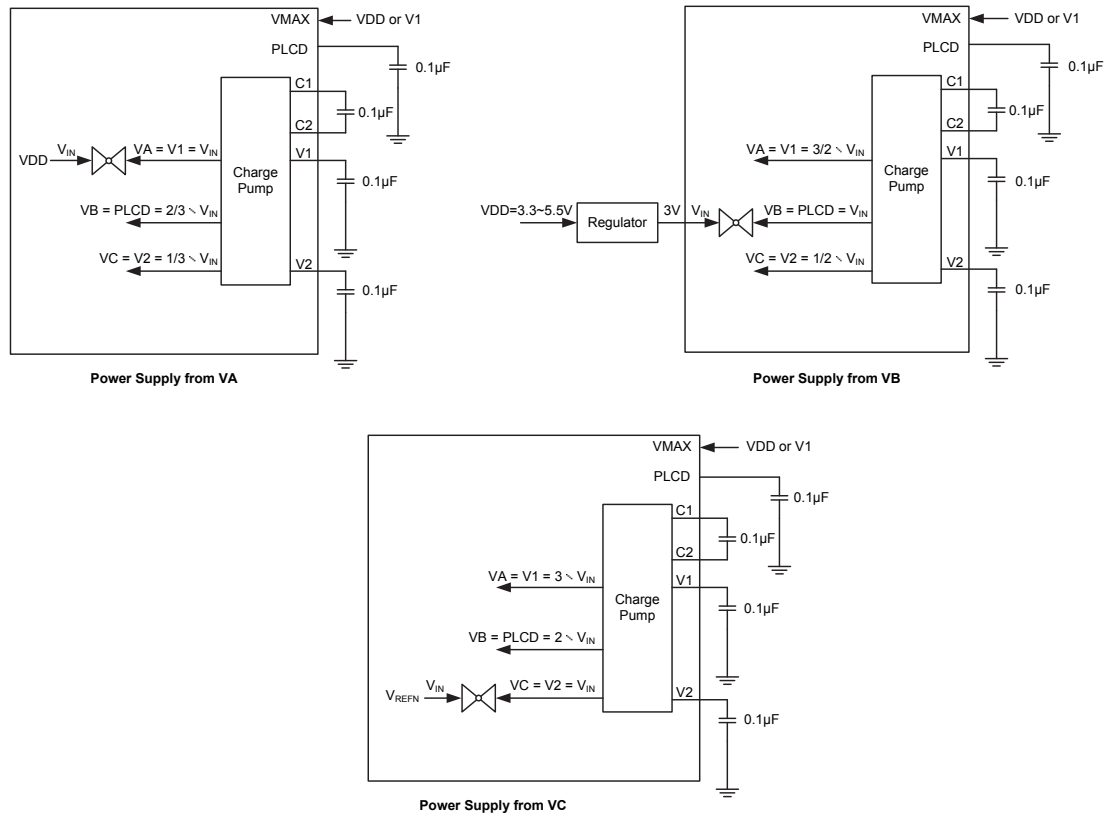 VMAX
VDD or V1
PLCD
0.1µF
C1
0.1µF
C2
V1
0.1µF
V2
0.1µF
Charge
Pump
VDD
VIN
VA = V1 = VIN
VB = PLCD = 2/3 ﹨ VIN
VC = V2 = 1/3 ﹨ VIN
Power Supply from VA
VMAX
VDD or V1
PLCD
0.1µF
C1
0.1µF
C2
V1
0.1µF
V2
0.1µF
Charge
Pump
VA = V1 = 3/2 ﹨ VIN
VDD=3.3~5.5V
Regulator
3V
VIN
VB = PLCD = VIN
VC = V2 = 1/2 ﹨ VIN
Power Supply from VB
VMAX
VDD or V1
PLCD
0.1µF
C1
0.1µF
C2
V1
0.1µF
V2
0.1µF
Charge
Pump
VA = V1 = 3 ﹨ VIN
VB = PLCD = 2 ﹨ VIN
VREFN
VIN
VC = V2 = VIN
Power Supply from VC